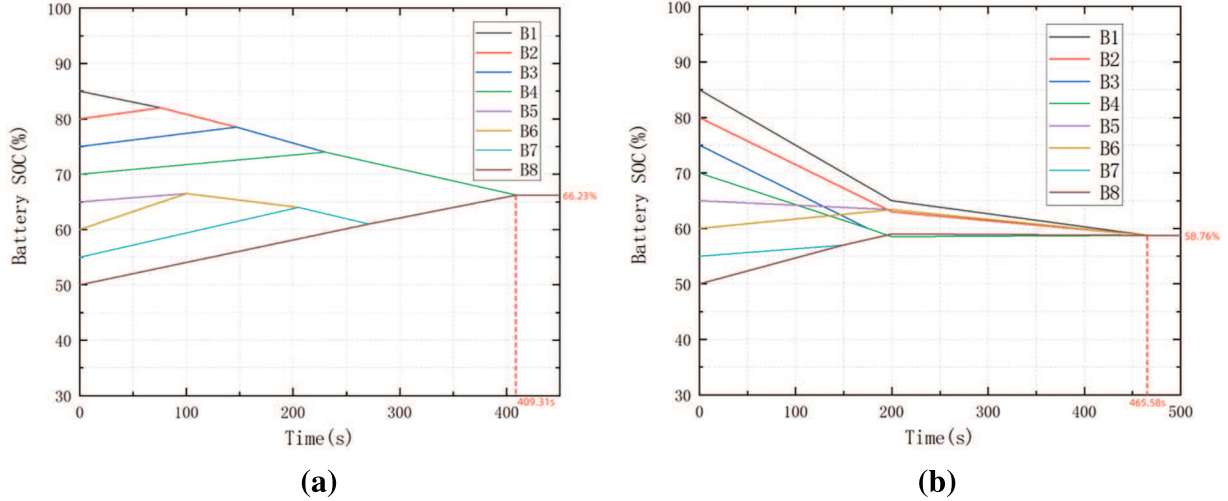 100
90
80
70
60
50
40
30
Battery SOC(%)
0
100
200
300
400
Time(s)
B1
B2
B3
B4
B5
B6
B7
B8
66.23%
409.31s
(a)
100
90
80
70
60
50
40
30
Battery SOC(%)
0
100
200
300
400
500
Time(s)
B1
B2
B3
B4
B5
B6
B7
B8
58.76%
465.58s
(b)